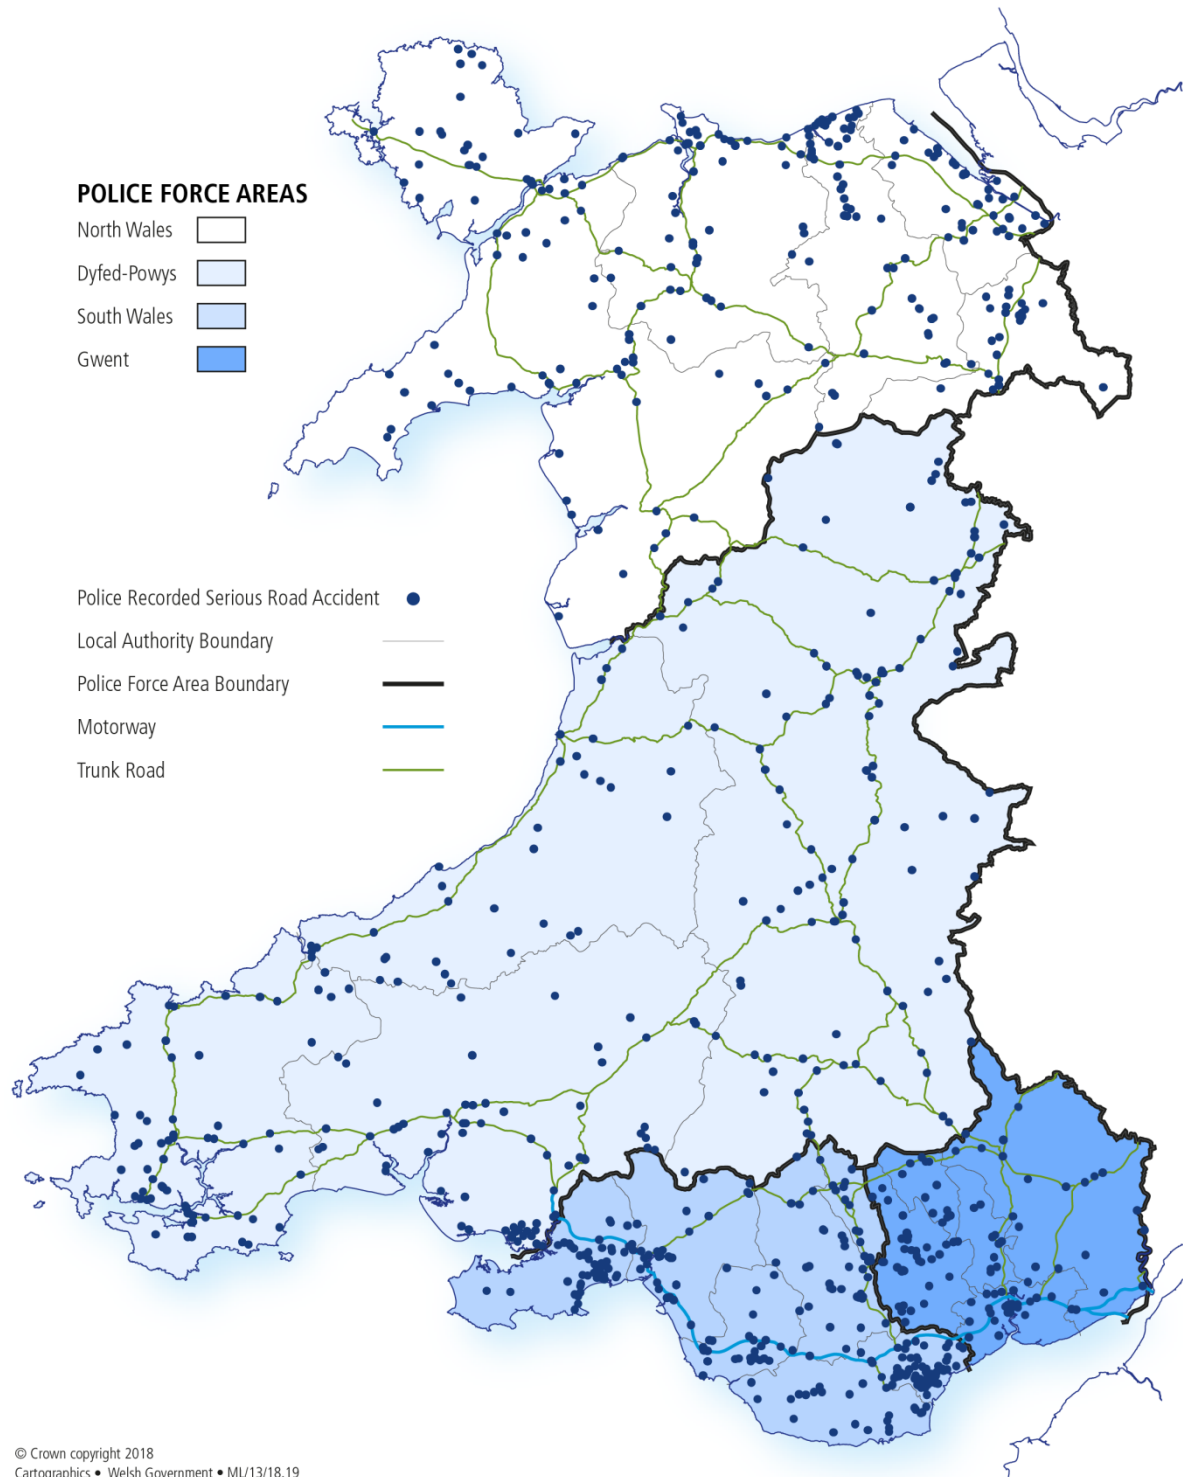 POLICE FORCE AREAS
North Wales
Dyfed-Powys
South Wales
Gwent
Police Recorded Serious Road Accident
Local Authority Boundary
Police Force Area Boundary
Motorway
Trunk Road
© Crown copyright 2018
Cartographics • Welsh Government • ML/13/18.19